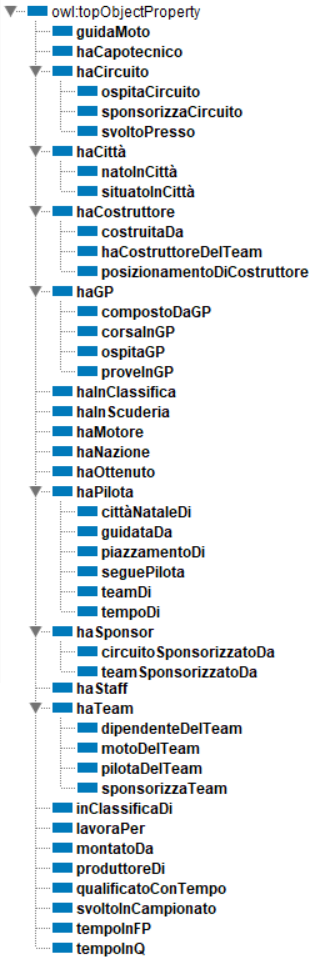 owl:topObjectProperty
guidaMoto
haCapotecnico
haCircuito
ospitaCircuito
sponsorizzaCircuito
svoltoPresso
haCittà
natoInCittà
situatoInCittà
haCostruttore
costruitaDa
haCostruttoreDelTeam
posizionamentoDiCostruttore
haGP
compostoDaGP
corsaInGP
ospitaGP
proveInGP
haInClassifica
haInScuderia
haMotore
haNazione
haOttenuto
haPilota
cittàNataleDi
guidataDa
piazzamentoDi
seguePilota
teamDi
tempoDi
haSponsor
circuitoSponsorizzatoDa
teamSponsorizzatoDa
haStaff
haTeam
dipendenteDelTeam
motoDelTeam
pilotaDelTeam
sponsorizzaTeam
inClassificaDi
lavoraPer
montatoDa
produttoreDi
qualificatoConTempo
svoltoInCampionato
tempoInFP
tempoInQ